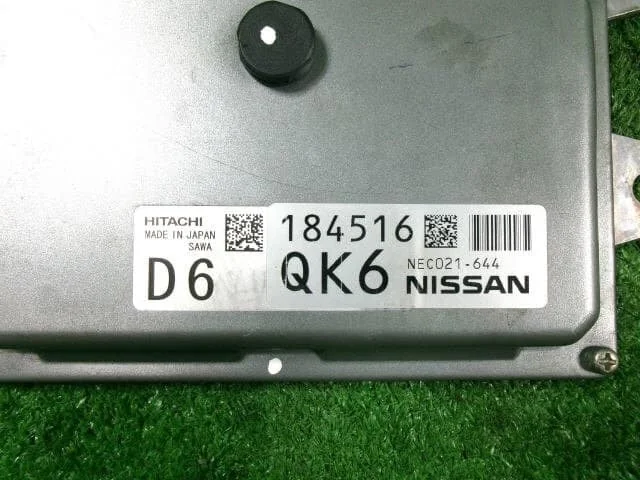 HITACHI
MADE IN JAPAN
SAWA
D6
184516
QK6
NEC021-644
NISSAN